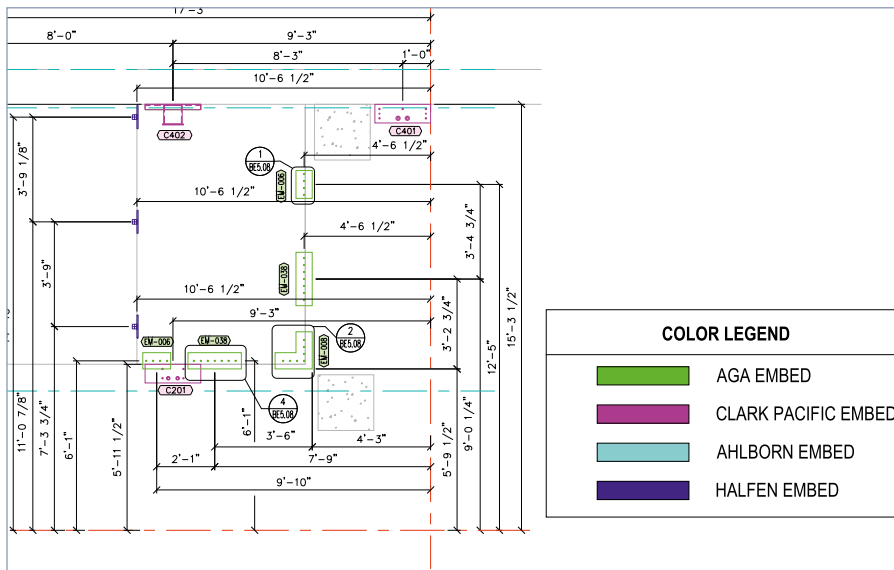 17'-3
8'-0"
9'-3"
8'-3"
1'-0"
10'-6 1/2"
C402
C401
4'-6 1/2"
1
BE5.08
EM-006
3'-9 1/8"
10'-6 1/2"
4'-6 1/2"
3'-4 3/4"
EM-038
3'-9"
10'-6 1/2"
9'-3"
3'-2 3/4"
15'-3 1/2"
12'-5"
2
BE5.08
EM-006
EM-038
EM-008
C201
4
BE5.08
11'-0 7/8"
7'-3 3/4"
6'-1"
5'-11 1/2"
6'-1"
3'-6"
4'-3"
5'-9 1/2"
9'-0 1/4"
2'-1"
7'-9"
9'-10"
COLOR LEGEND
AGA EMBED
CLARK PACIFIC EMBED
AHLBORN EMBED
HALFEN EMBED